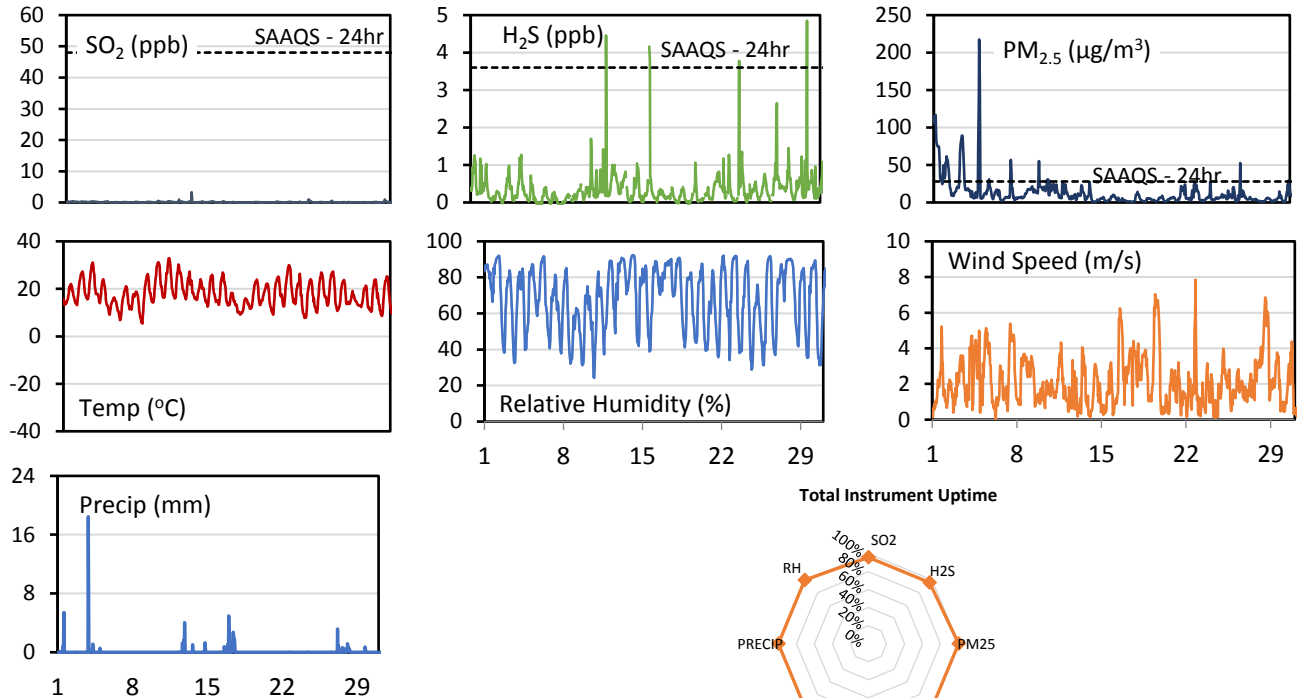 60
50
40
30
20
10
0
SO2 (ppb)
SAAQS - 24hr
5
4
3
2
1
0
H2S (ppb)
SAAQS - 24hr
250
200
150
100
50
0
PM2.5 (µg/m3)
SAAQS - 24hr
40
20
0
-20
-40
Temp (oC)
100
80
60
40
20
0
Relative Humidity (%)
1 8 15 22 29
10
8
6
4
2
0
Wind Speed (m/s)
1 8 15 22 29
24
16
8
0
Precip (mm)
1 8 15 22 29
Total Instrument Uptime
100%
80%
60%
40%
20%
0%
SO2
H2S
PM25
PRECIP
RH